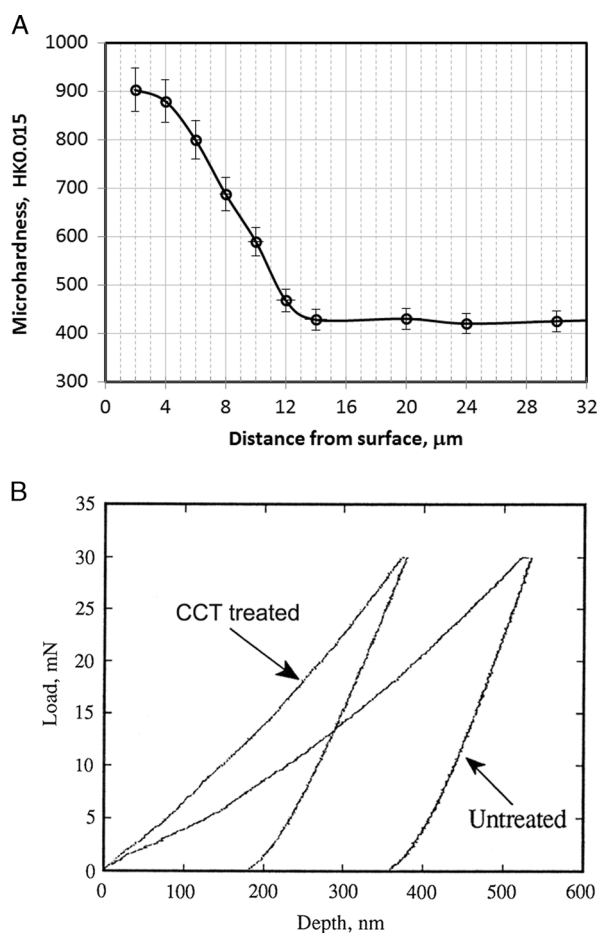 A
1000
900
800
700
600
500
400
300
Microhardness, HK0.015
0 4 8 12 16 20 24 28 32
Distance from surface, µm
B
35
30
25
20
15
10
5
0
Load, mN
CCT treated
Untreated
0 100 200 300 400 500 600
Depth, nm